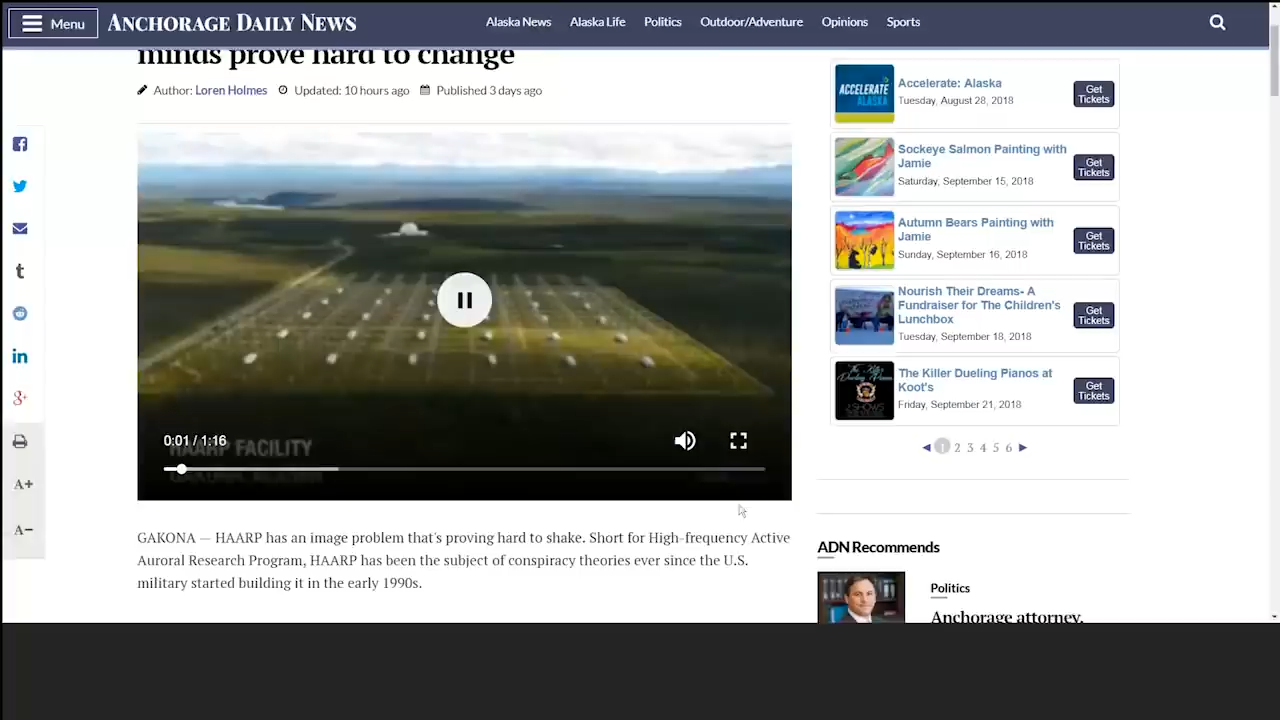 Menu
ANCHORAGE DAILY NEWS
Alaska News
Alaska Life
Politics
Outdoor/Adventure
Opinions
Sports
minds prove hard to change
Author: Loren Holmes
Updated: 10 hours ago
Published 3 days ago
0:01 / 1:16
HAARP FACILITY
GAKONA — HAARP has an image problem that's proving hard to shake. Short for High-frequency Active
Auroral Research Program, HAARP has been the subject of conspiracy theories ever since the U.S.
military started building it in the early 1990s.
A+
A−
ACCELERATE
ALASKA
Accelerate: Alaska
Tuesday, August 28, 2018
Get
Tickets
Sockeye Salmon Painting with
Jamie
Saturday, September 15, 2018
Get
Tickets
Autumn Bears Painting with
Jamie
Sunday, September 16, 2018
Get
Tickets
Nourish Their Dreams- A
Fundraiser for The Children's
Lunchbox
Tuesday, September 18, 2018
Get
Tickets
The Killer Dueling Pianos at
Koot's
Friday, September 21, 2018
Get
Tickets
1 2 3 4 5 6
ADN Recommends
Politics
Anchorage attorney,